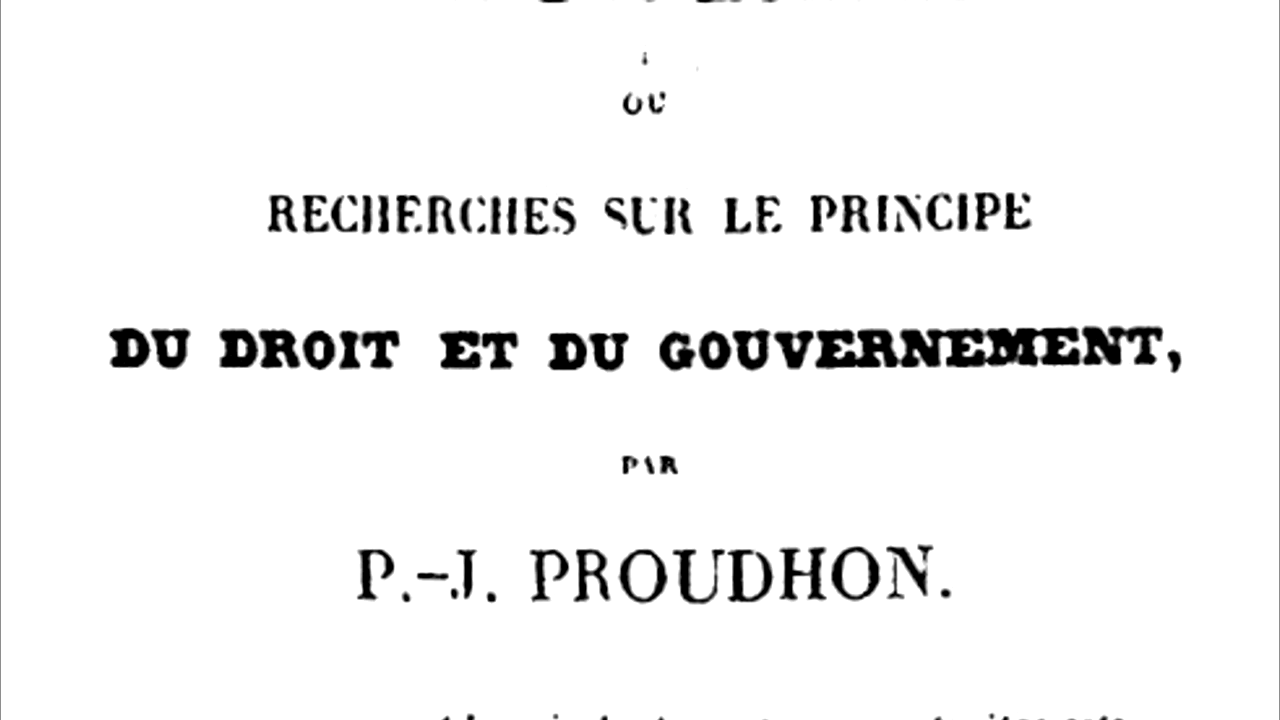 OU
RECHERCHES SUR LE PRINCIPE
DU DROIT ET DU GOUVERNEMENT,
PAR
P.-J. PROUDHON.